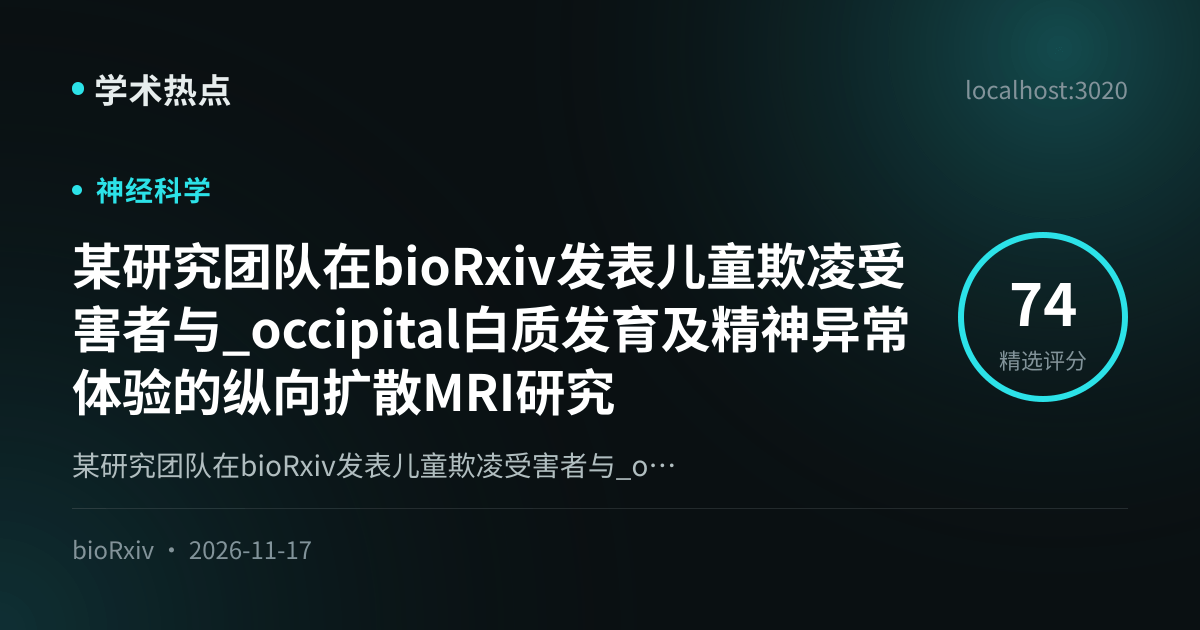 学术热点
localhost:3020
神经科学
某研究团队在bioRxiv发表儿童欺凌受
害者与_occipital白质发育及精神异常
体验的纵向扩散MRI研究
74
精选评分
某研究团队在bioRxiv发表儿童欺凌受害者与_o…
bioRxiv • 2026-11-17